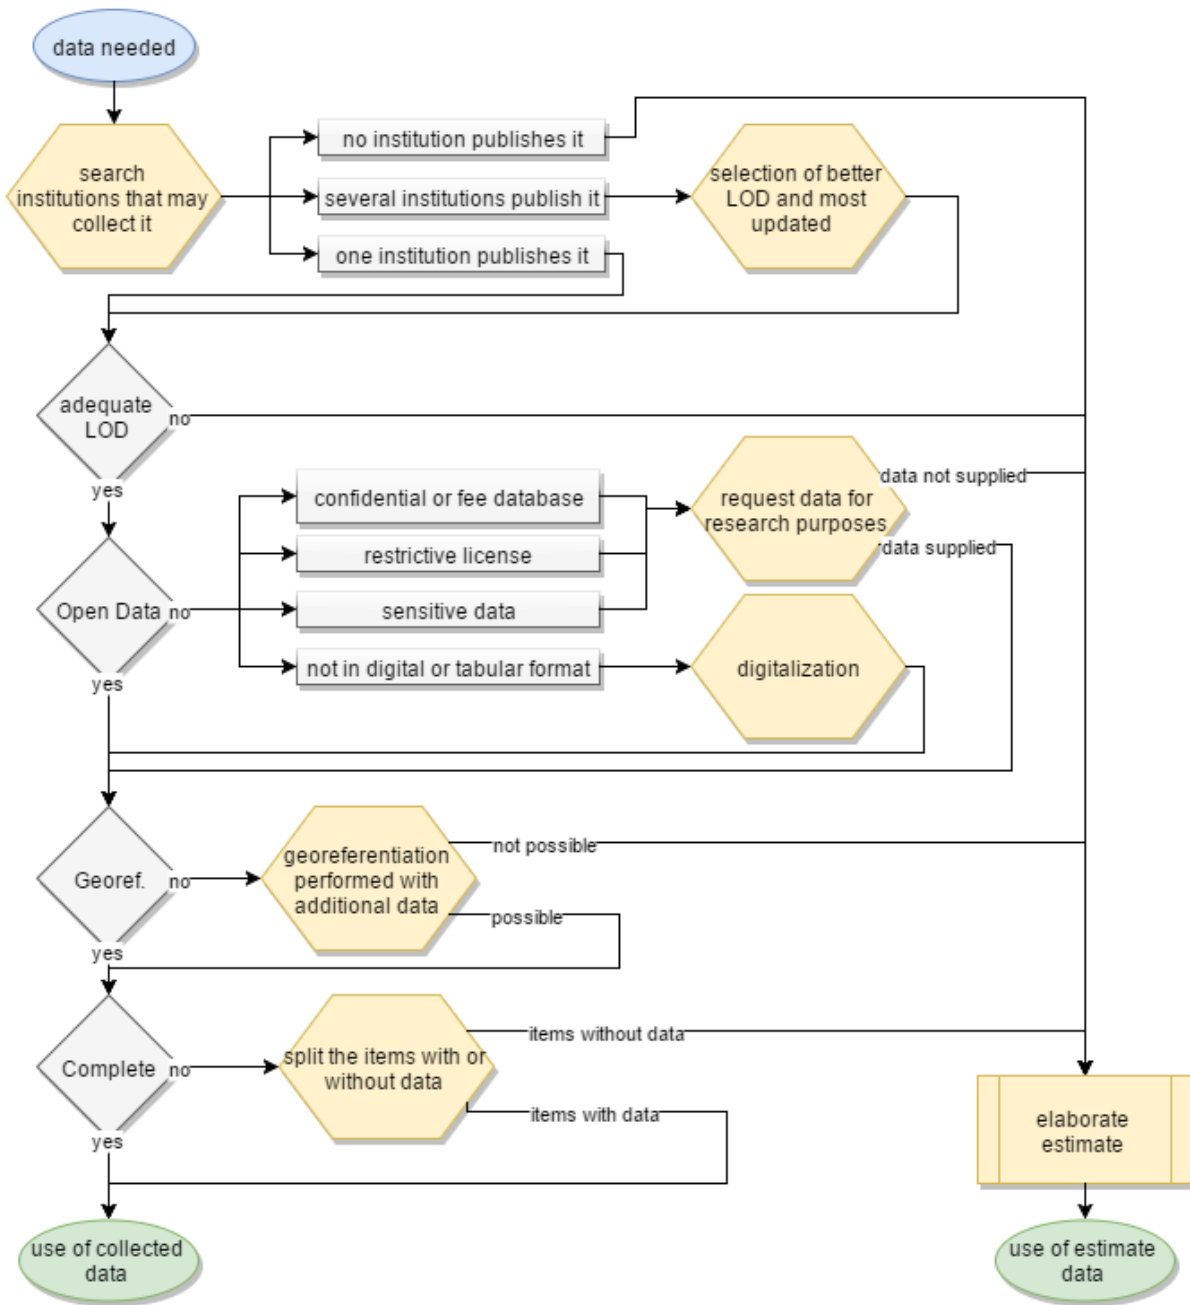 data needed
search
institutions that may
collect it
no institution publishes it
several institutions publish it
one institution publishes it
selection of better
LOD and most
updated
adequate
LOD
no
yes
confidential or fee database
restrictive license
sensitive data
not in digital or tabular format
request data for
research purposes
data not supplied
data supplied
Open Data
no
yes
digitalization
Georef.
no
yes
georeferentiation
performed with
additional data
not possible
possible
Complete
no
yes
split the items with or
without data
items without data
items with data
elaborate
estimate
use of collected
data
use of estimate
data